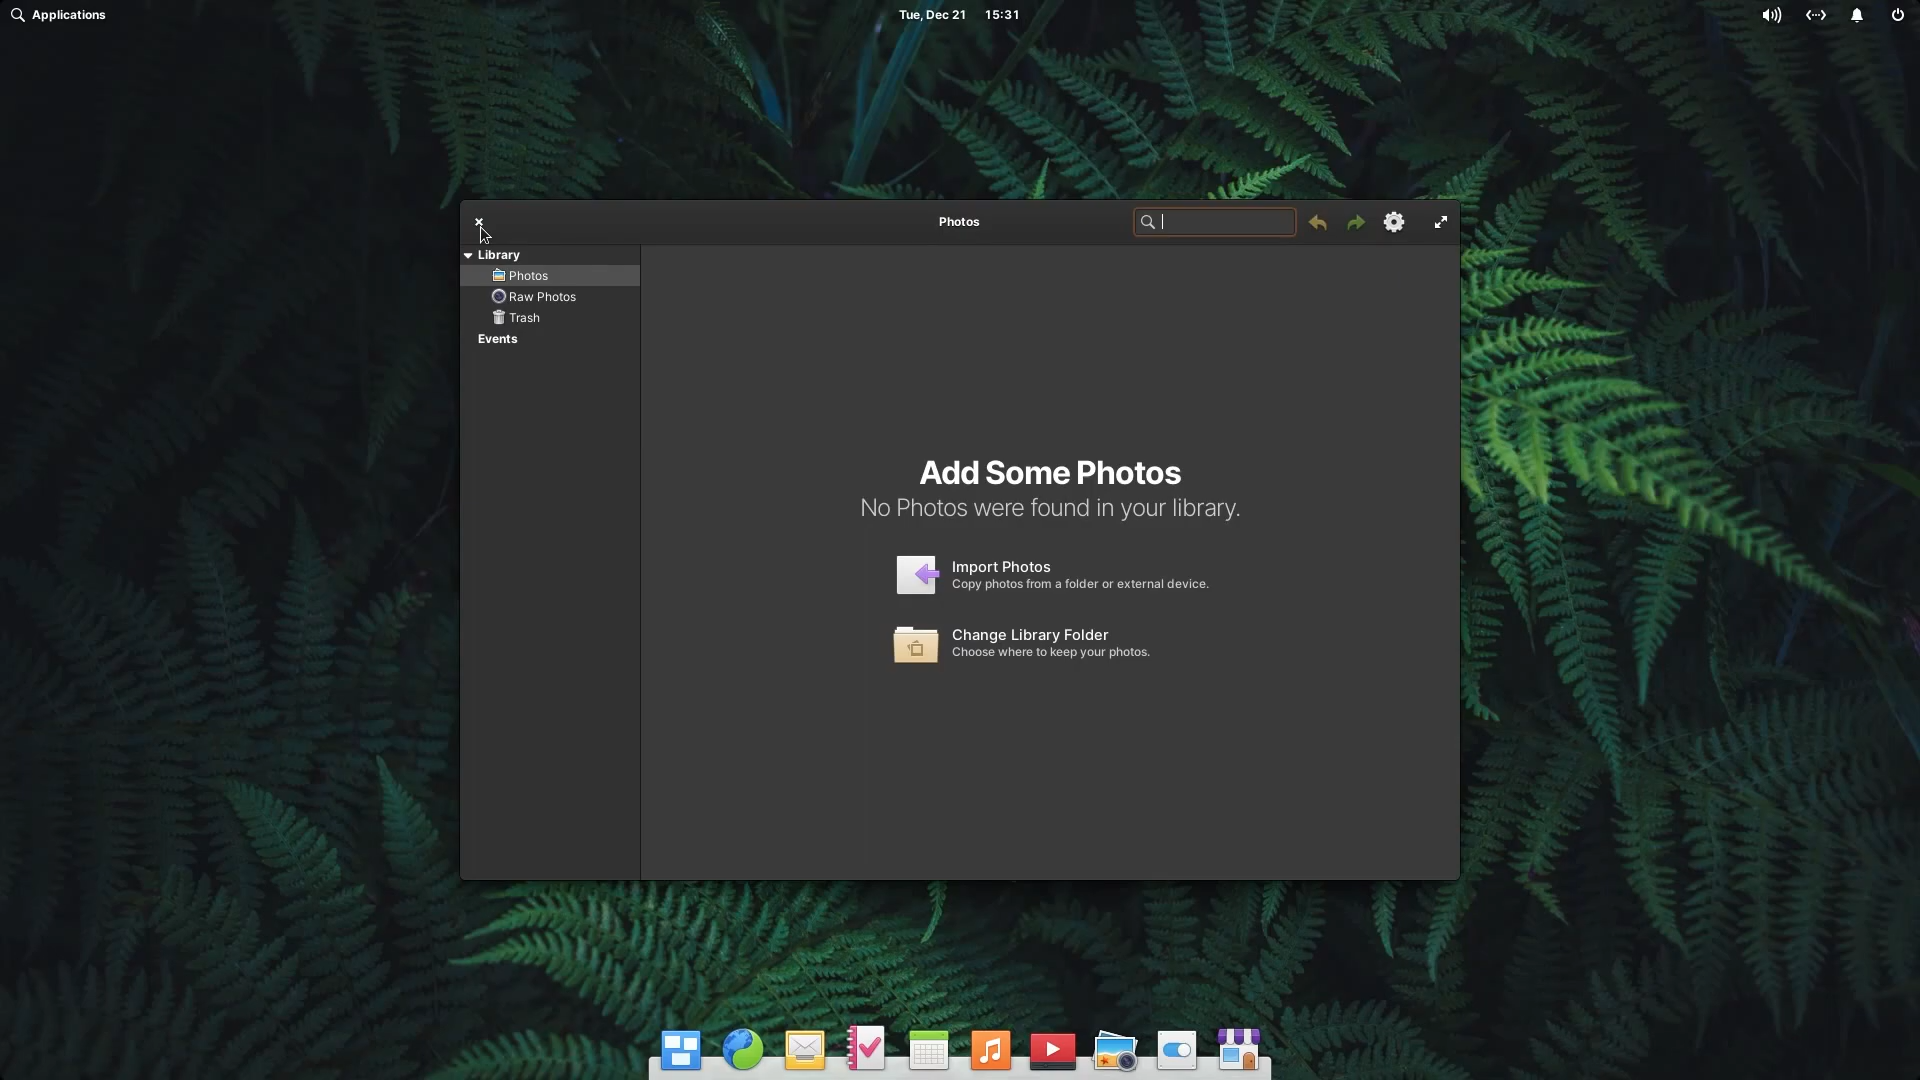 Applications
Tue, Dec 21 15:31
Photos
Library
Photos
Raw Photos
Trash
Events
Add Some Photos
No Photos were found in your library.
Import Photos
Copy photos from a folder or external device.
Change Library Folder
Choose where to keep your photos.